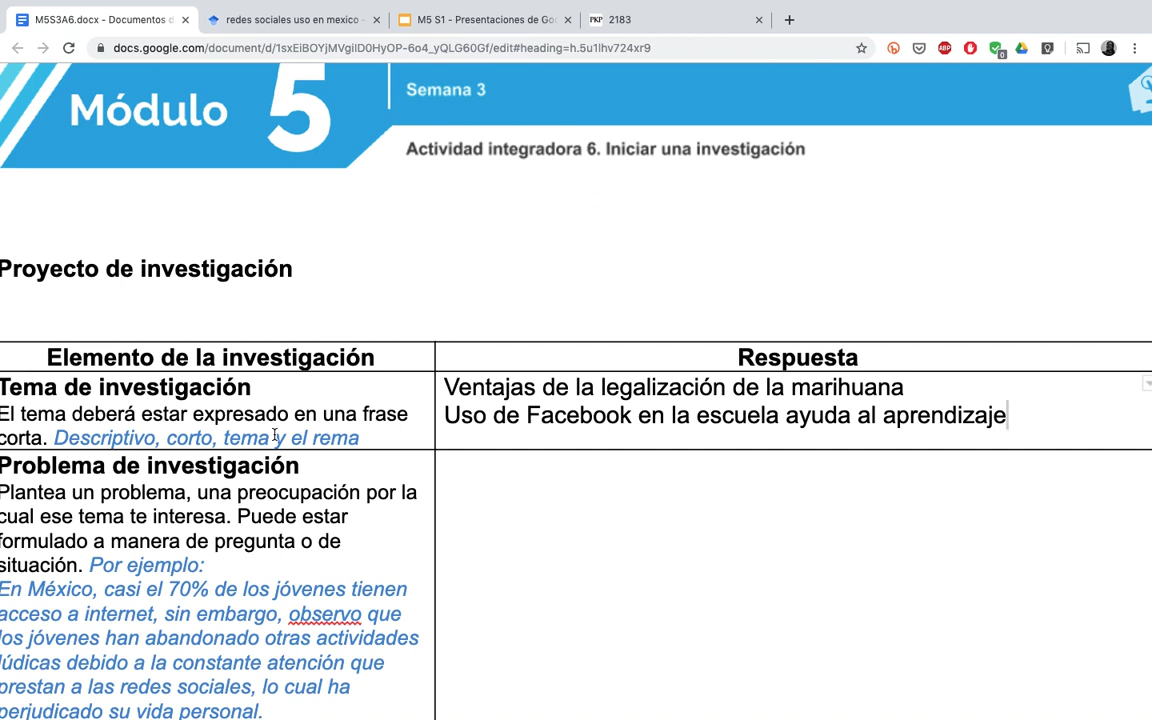 M5S3A6.docx - Documentos d
redes sociales uso en mexico -
M5 S1 - Presentaciones de Goo
PKP 2183
docs.google.com/document/d/1sxEiBOYjMVgilD0HyOP-6o4_yQLG60Gf/edit#heading=h.5u1lhv724xr9
ABP
0
Módulo 5
Semana 3
Actividad integradora 6. Iniciar una investigación
Proyecto de investigación
Elemento de la investigación
Respuesta
Tema de investigación
El tema deberá estar expresado en una frase
corta. Descriptivo, corto, tema y el rema
Ventajas de la legalización de la marihuana
Uso de Facebook en la escuela ayuda al aprendizaje
Problema de investigación
Plantea un problema, una preocupación por la
cual ese tema te interesa. Puede estar
formulado a manera de pregunta o de
situación. Por ejemplo:
En México, casi el 70% de los jóvenes tienen
acceso a internet, sin embargo, observo que
los jóvenes han abandonado otras actividades
lúdicas debido a la constante atención que
prestan a las redes sociales, lo cual ha
perjudicado su vida personal.